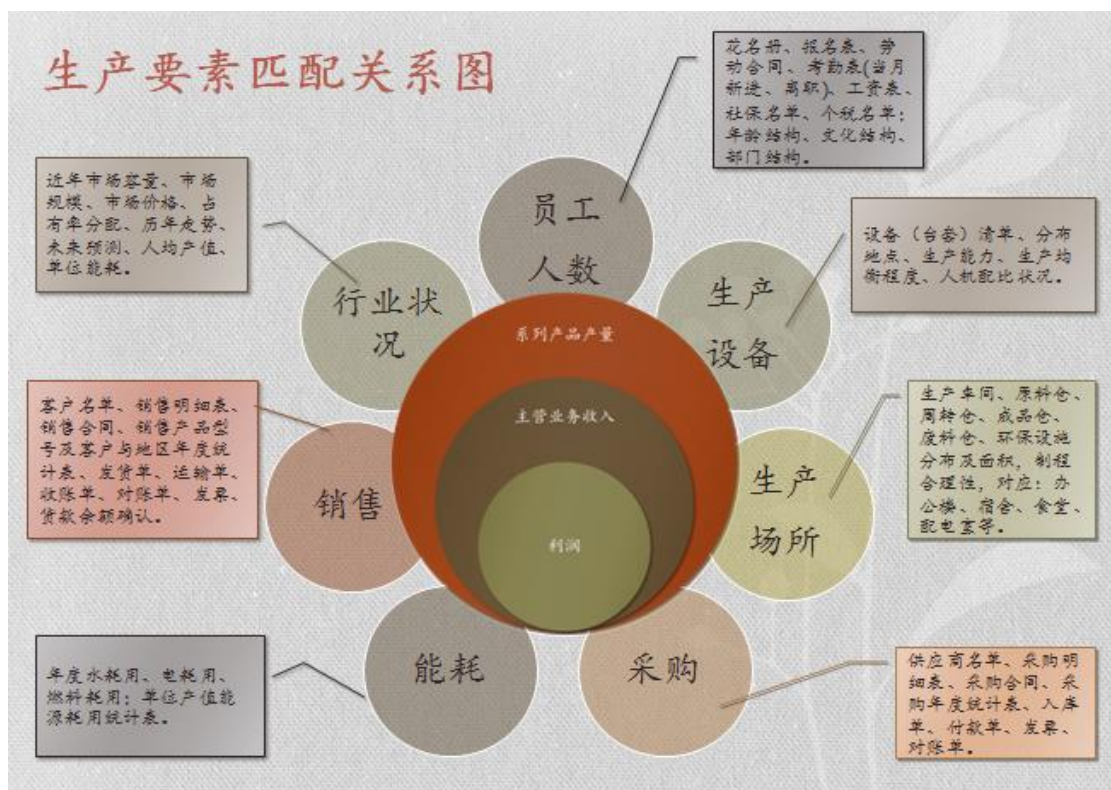 生产要素匹配关系图
花名册、报名表、劳
动合同、考勤表(当月
新进、离职)、工资表、
社保名单、个税名单；
年龄结构、文化结构、
部门结构。
近年市场容量、市场
规模、市场价格、占
有率分配、历年走势、
未来预测、人均产值、
单位能耗。
员工
人数
设备（台套）清单、分布
地点、生产能力、生产均
衡程度、人机配比状况。
行业状
况
生产
设备
系列产品产量
主营业务收入
利润
客户名单、销售明细表、
销售合同、销售产品型
号及客户与地区年度统
计表、发货单、运输单、
收账单、对账单、发票、
货款余额确认。
销售
生产
场所
生产车间、原料仓、
周转仓、成品仓、
废料仓、环保设施
分布及面积，制程
合理性，对应：办
公楼、宿舍、食堂、
配电室等。
能耗
采购
年度水耗用、电耗用、
燃料耗用；单位产值能
源耗用统计表。
供应商名单、采购明
细表、采购合同、采
购年度统计表、入库
单、付款单、发票、
对账单。